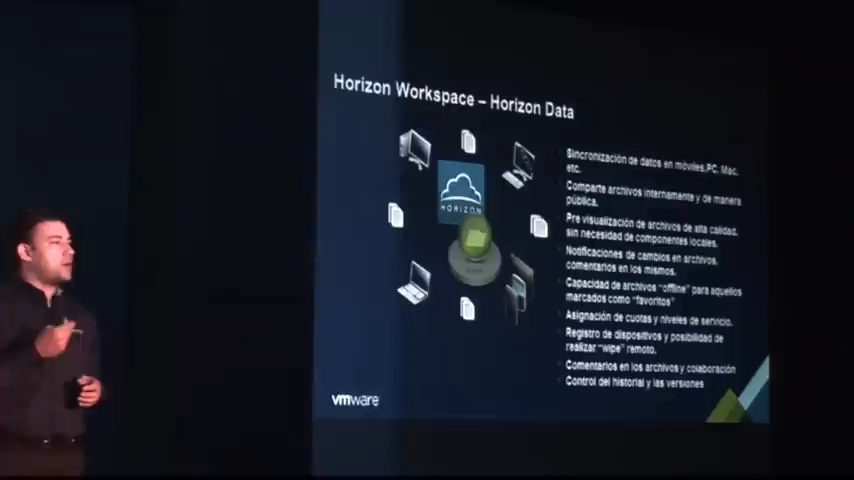 Horizon Workspace – Horizon Data
HORIZON
Sincronización de datos en móviles,PC, Mac,
etc.
Comparte archivos internamente y de manera
pública.
Pre visualización de archivos de alta calidad,
sin necesidad de componentes locales.
Notificaciones de cambios en archivos,
comentarios en los mismos.
Capacidad de archivos "offline" para aquellos
marcados como "favoritos"
Asignación de cuotas y niveles de servicio.
Registro de dispositivos y posibilidad de
realizar "wipe" remoto.
Comentarios en los archivos y colaboración
Control del historial y las versiones
vmware